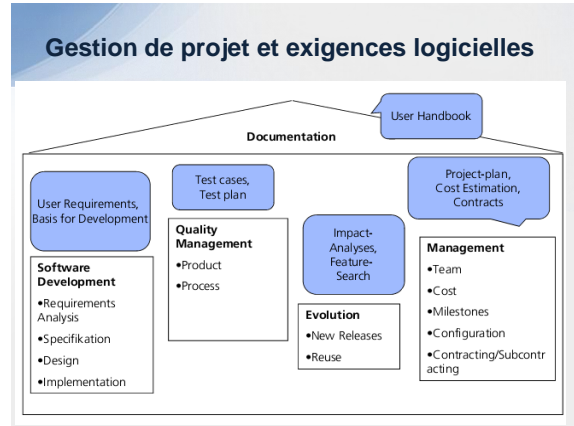 Gestion de projet et exigences logicielles
User Handbook
Documentation
User Requirements,
Basis for Development
Software
Development
•Requirements
Analysis
•Specifikation
•Design
•Implementation
Test cases,
Test plan
Quality
Management
•Product
•Process
Impact-
Analyses,
Feature-
Search
Evolution
•New Releases
•Reuse
Project-plan,
Cost Estimation,
Contracts
Management
•Team
•Cost
•Milestones
•Configuration
•Contracting/Subcontr
acting